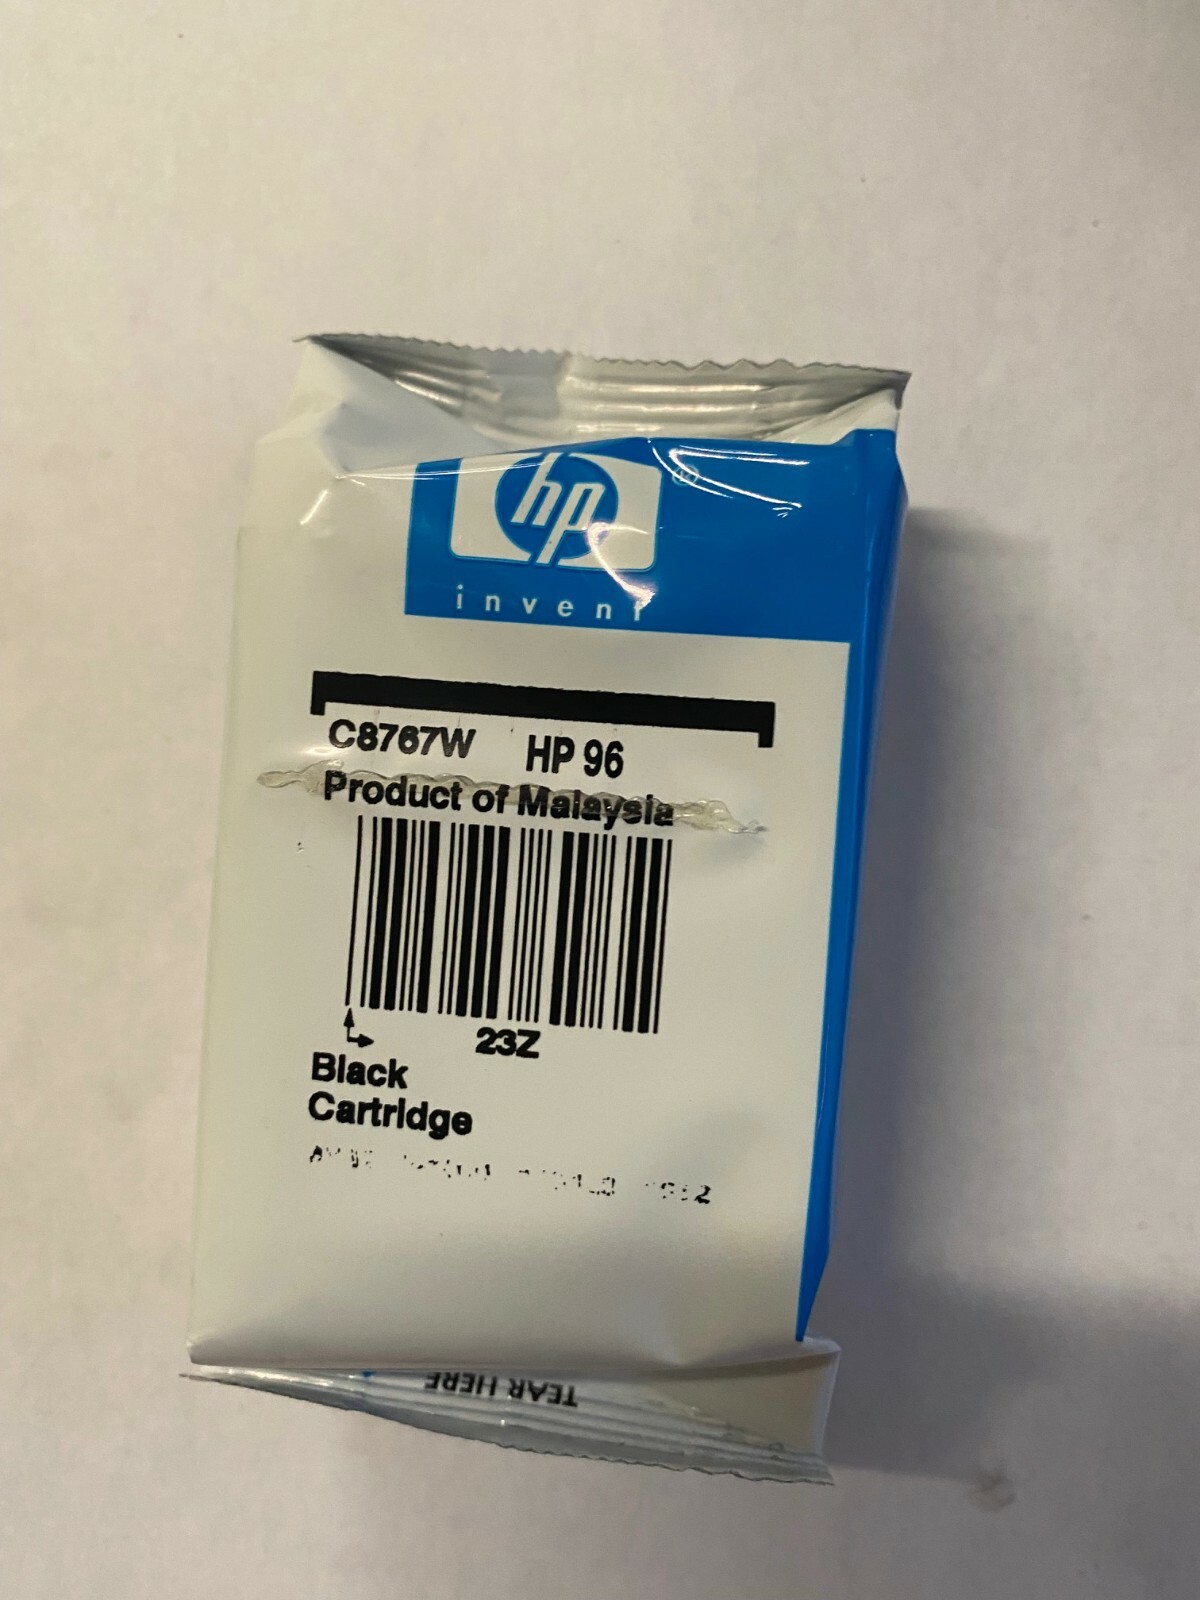 hp ®
invent
C8767W HP 96
Product of Malaysia
23Z
Black
Cartridge
TEAR HERE